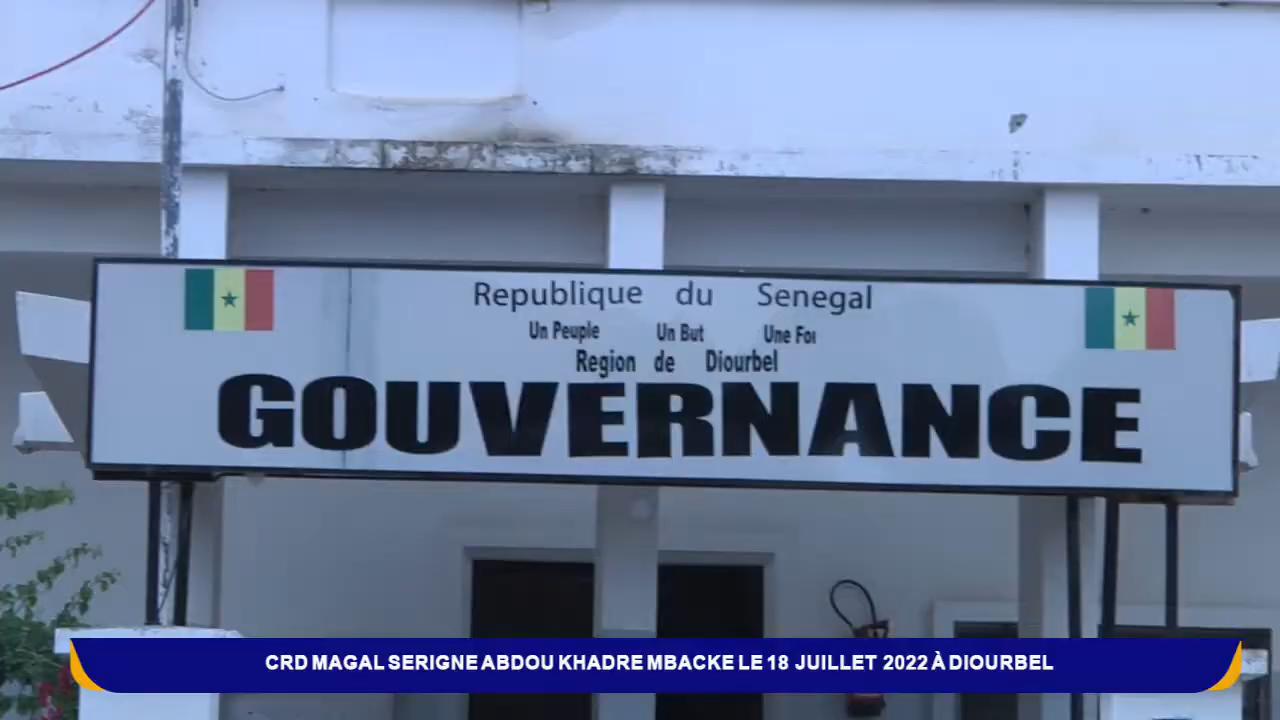 Republique du Senegal
Un Peuple Un But Une Foi
Region de Diourbel
GOUVERNANCE
CRD MAGAL SERIGNE ABDOU KHADRE MBACKE LE 18 JUILLET 2022 À DIOURBEL